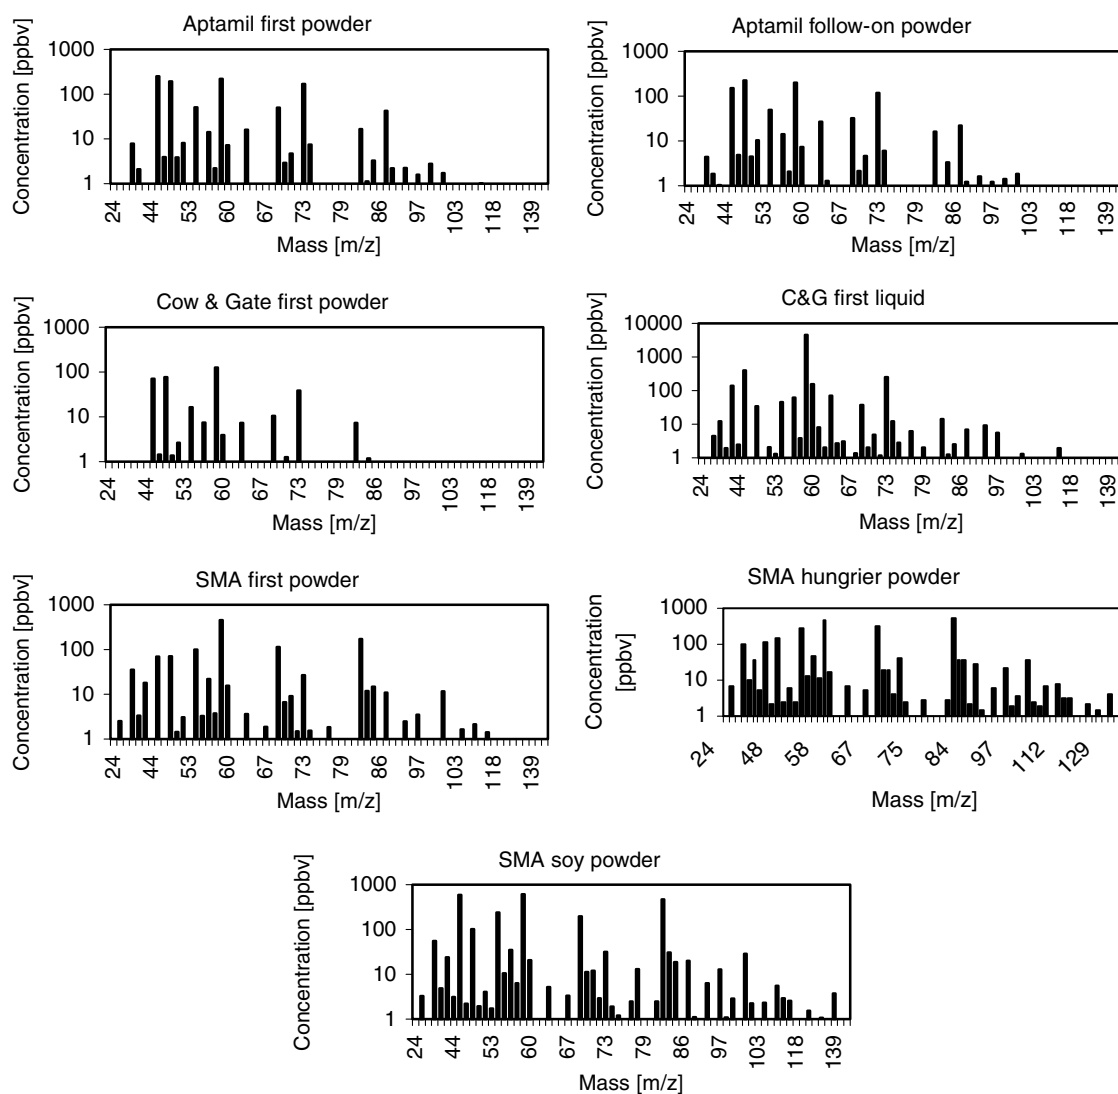 Aptamil first powder
Concentration [ppbv]
1000
100
10
1
24 44 53 60 67 73 79 86 97 103 118 139
Mass [m/z]
Aptamil follow-on powder
Concentration [ppbv]
1000
100
10
1
24 44 53 60 67 73 79 86 97 103 118 139
Mass [m/z]
Cow & Gate first powder
Concentration [ppbv]
1000
100
10
1
24 44 53 60 67 73 79 86 97 103 118 139
Mass [m/z]
C&G first liquid
Concentration [ppbv]
10000
1000
100
10
1
24 44 53 60 67 73 79 86 97 103 118 139
Mass [m/z]
SMA first powder
Concentration [ppbv]
1000
100
10
1
24 44 53 60 67 73 79 86 97 103 118 139
Mass [m/z]
SMA hungrier powder
Concentration
[ppbv]
1000
100
10
1
24 48 58 67 75 84 97 112 129
Mass [m/z]
SMA soy powder
Concentration [ppbv]
1000
100
10
1
24 44 53 60 67 73 79 86 97 103 118 139
Mass [m/z]